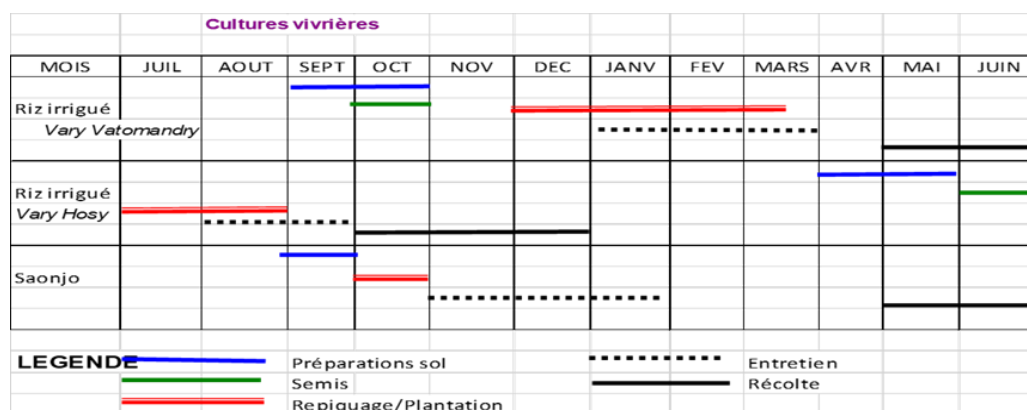 Cultures vivrières
MOIS JUIL AOUT SEPT OCT NOV DEC JANV FEV MARS AVR MAI JUIN
Riz irrigué
Vary Vatomandry
Riz irrigué
Vary Hosy
Saonjo
LEGENDE Préparations sol Entretien
Semis Récolte
Repiquage/Plantation